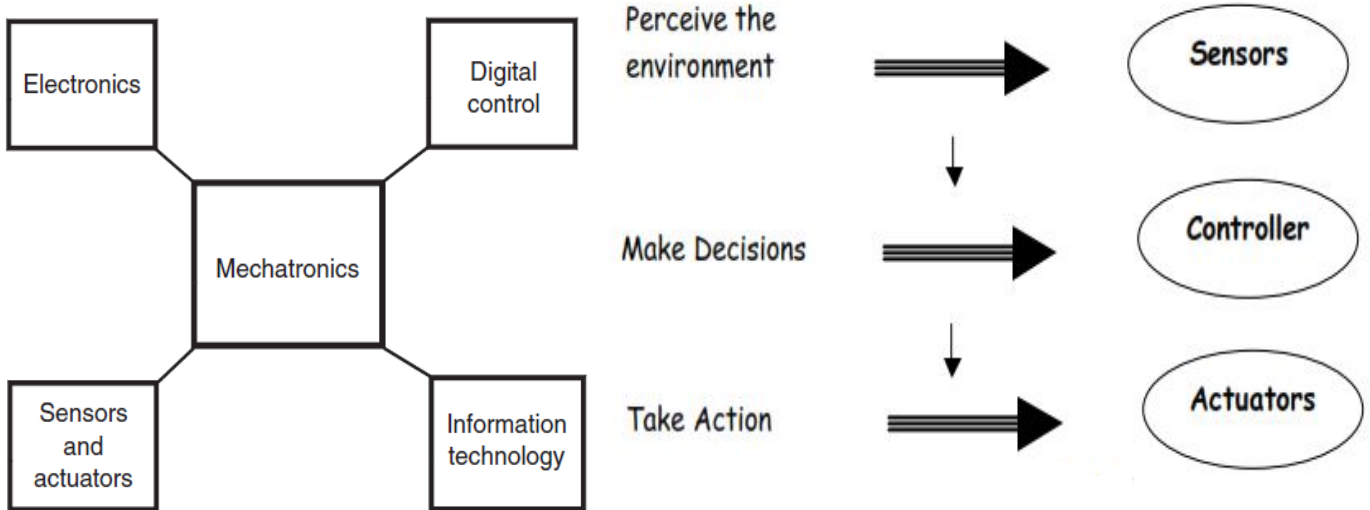 Electronics
Digital
control
Mechatronics
Sensors
and
actuators
Information
technology
Perceive the
environment
Sensors
Make Decisions
Controller
Take Action
Actuators